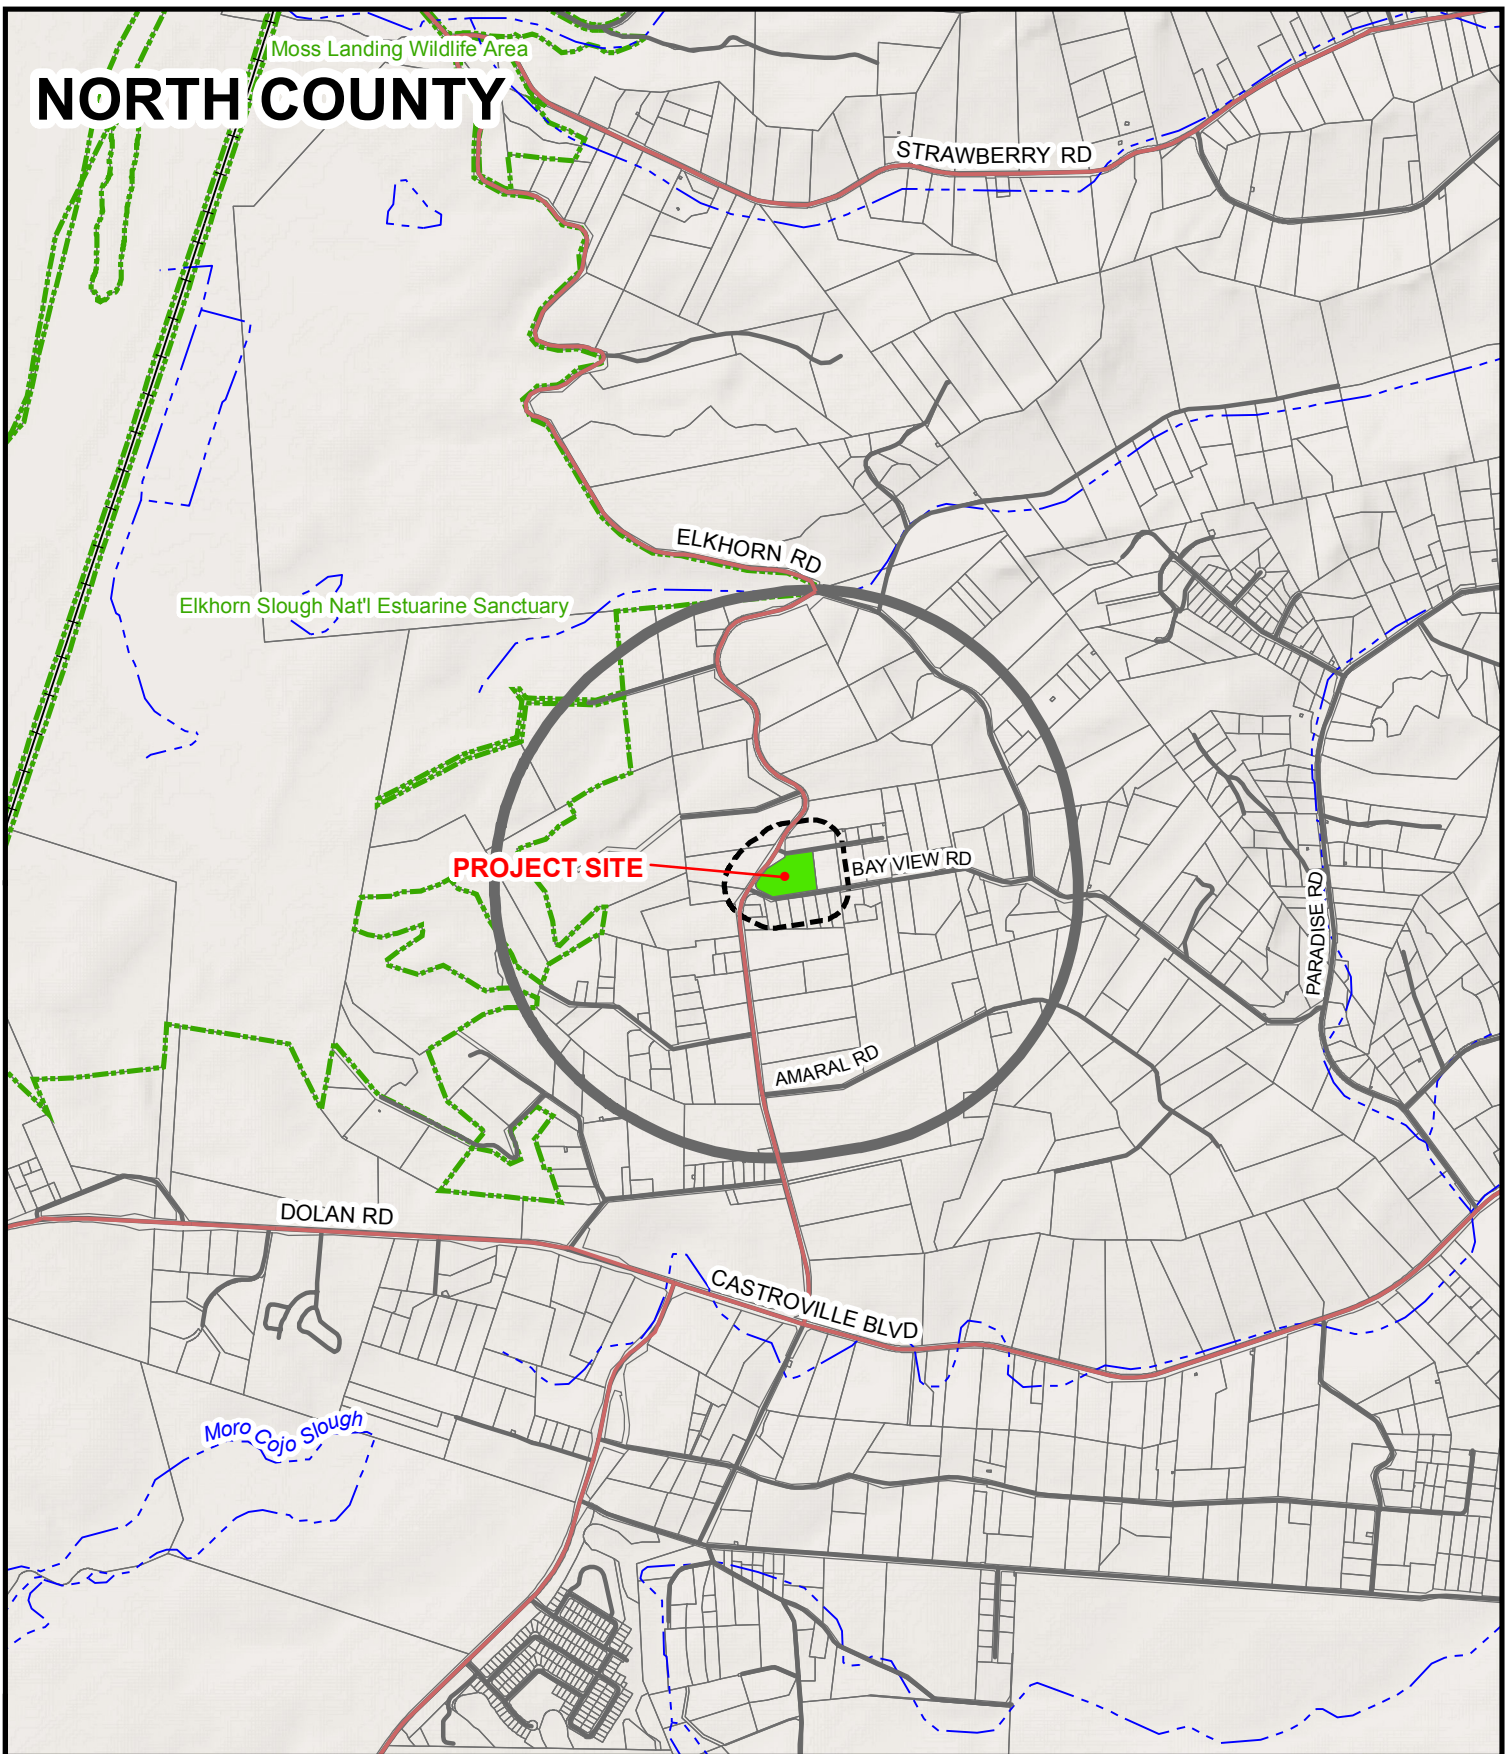 Moss Landing Wildlife Area
NORTH COUNTY
STRAWBERRY RD
ELKHORN RD
Elkhorn Slough Nat'l Estuarine Sanctuary
PROJECT SITE
BAY VIEW RD
PARADISE RD
AMARAL RD
DOLAN RD
CASTROVILLE BLVD
Moro Cojo Slough